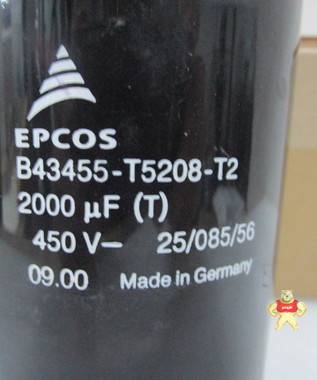 EPCOS
B43455-T5208-T2
2000 µF (T)
450 V– 25/085/56
09.00 Made in Germany